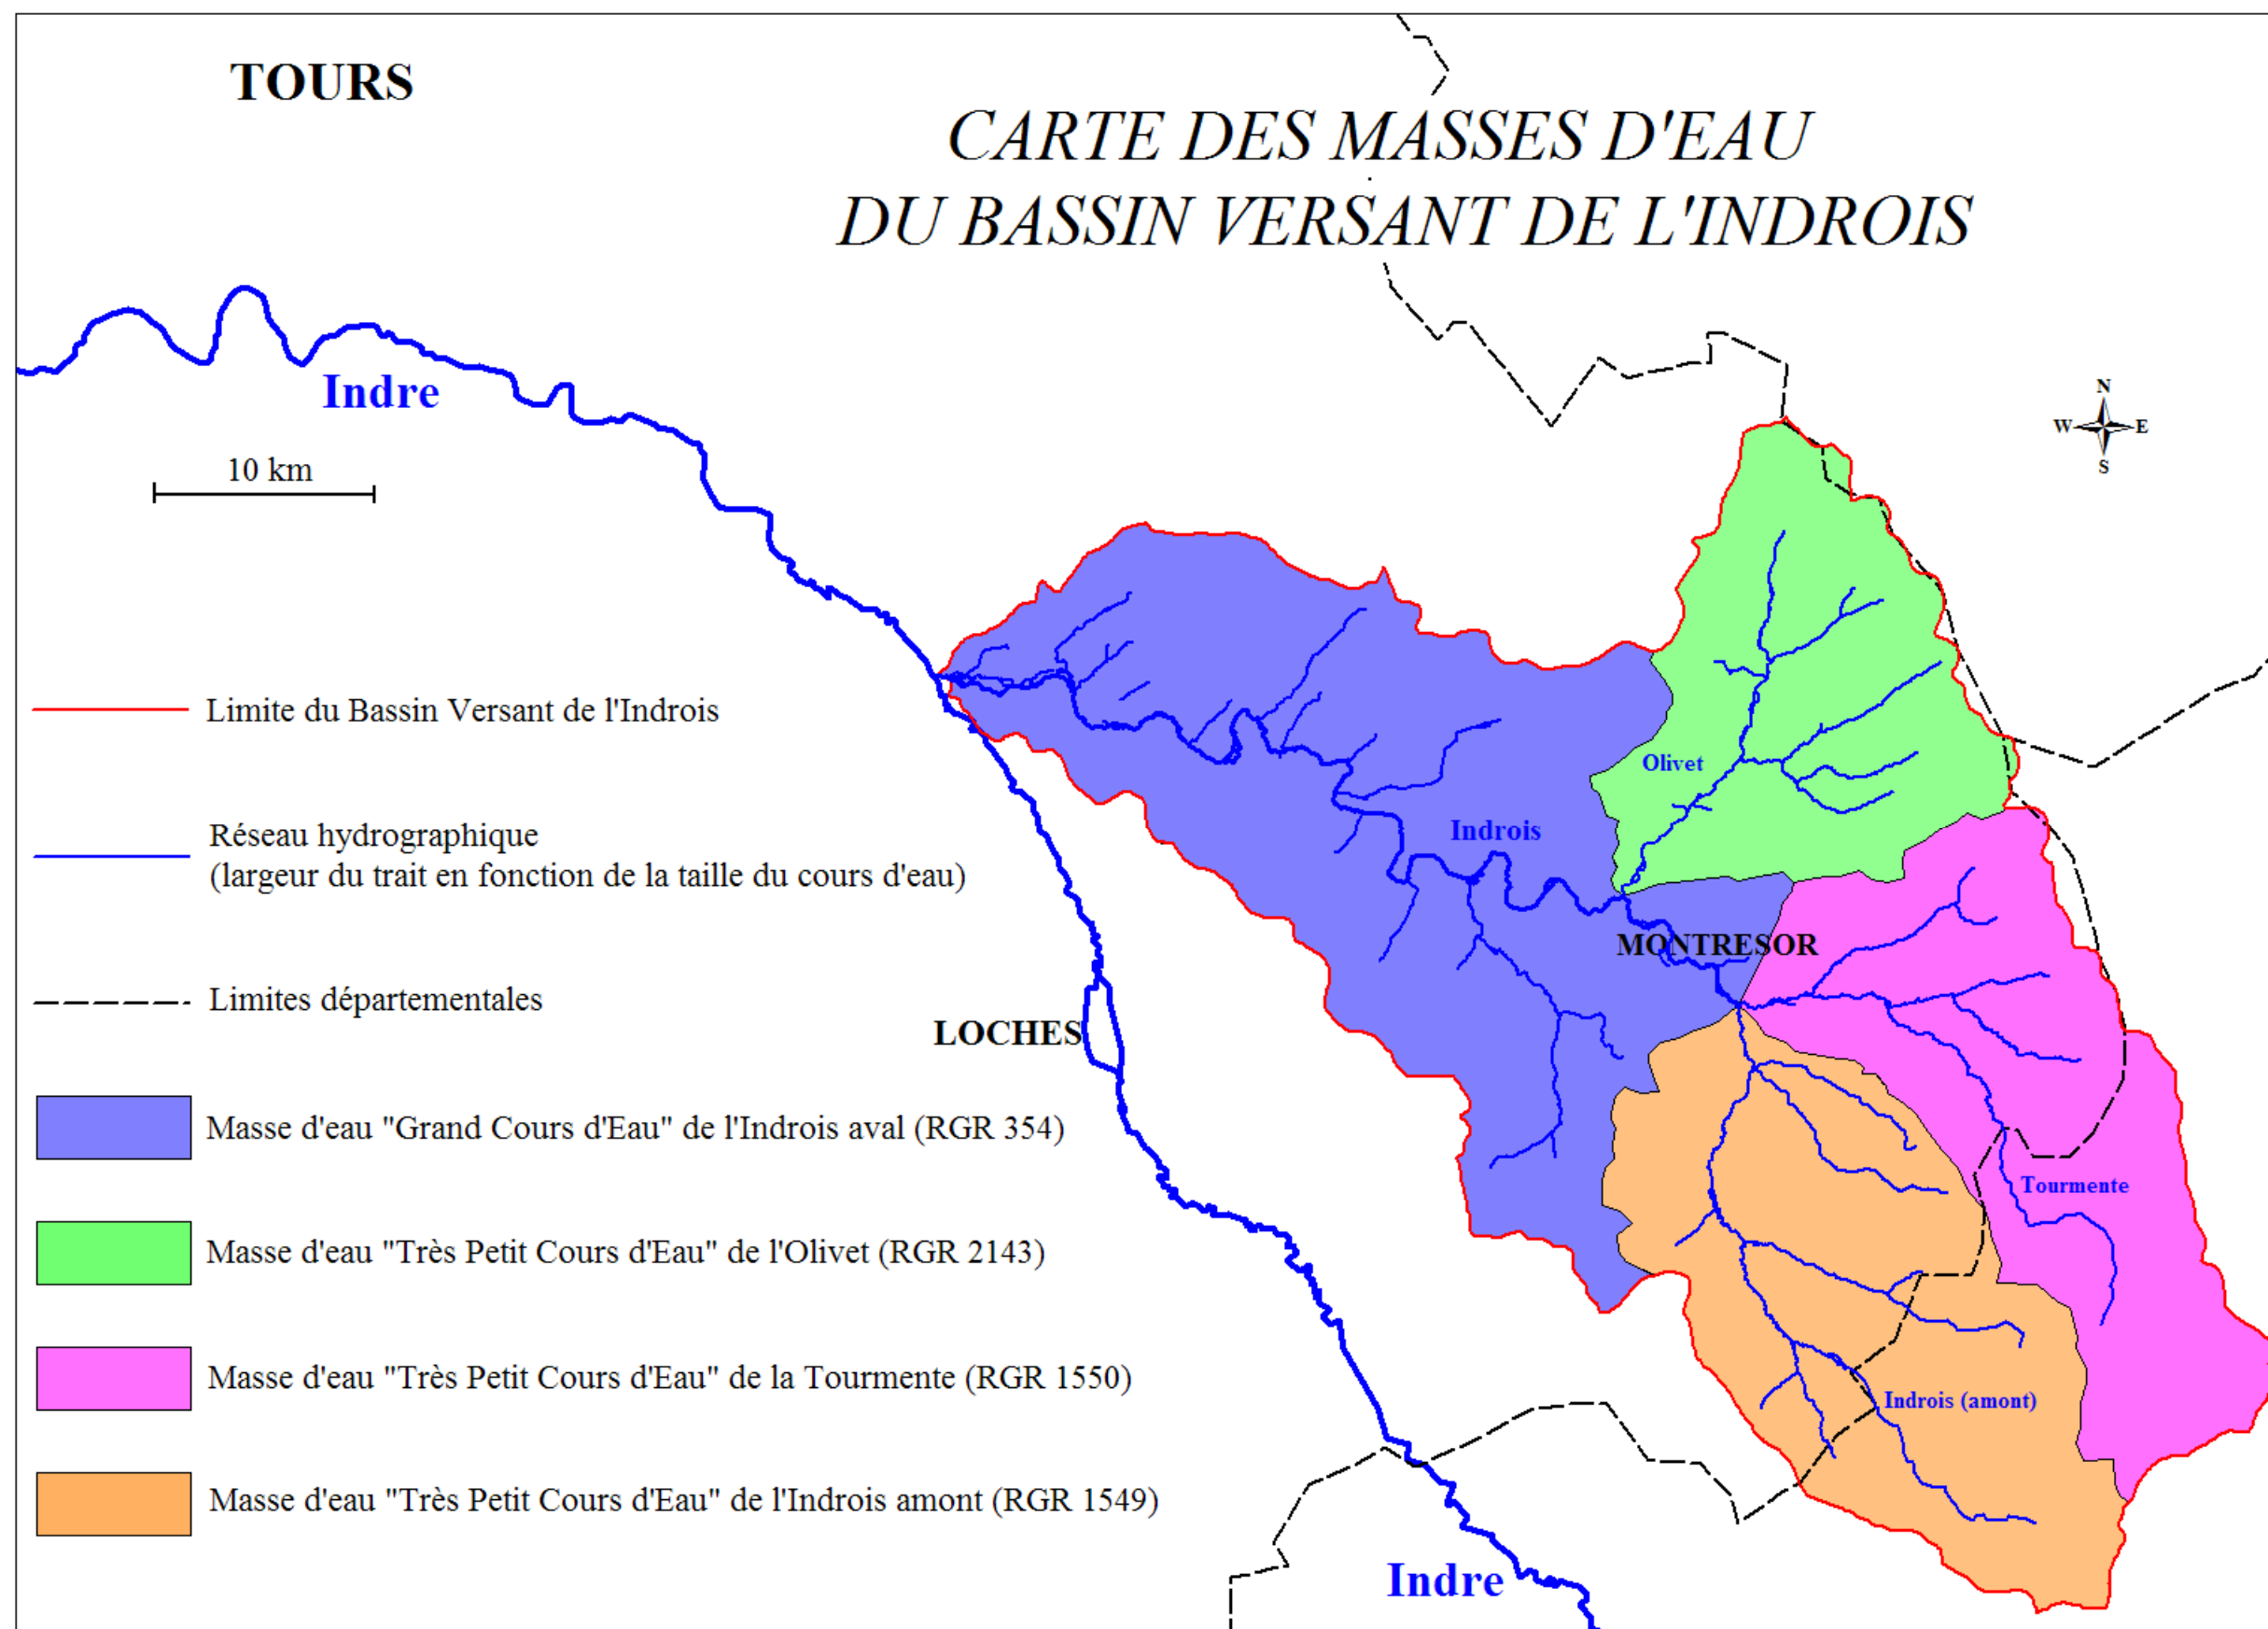 TOURS
CARTE DES MASSES D'EAU
DU BASSIN VERSANT DE L'INDROIS
Indre
10 km
N
W E
S
Limite du Bassin Versant de l'Indrois
Réseau hydrographique
(largeur du trait en fonction de la taille du cours d'eau)
Limites départementales
Olivet
Indrois
MONTRESOR
LOCHES
Tourmente
Indrois (amont)
Masse d'eau "Grand Cours d'Eau" de l'Indrois aval (RGR 354)
Masse d'eau "Très Petit Cours d'Eau" de l'Olivet (RGR 2143)
Masse d'eau "Très Petit Cours d'Eau" de la Tourmente (RGR 1550)
Masse d'eau "Très Petit Cours d'Eau" de l'Indrois amont (RGR 1549)
Indre